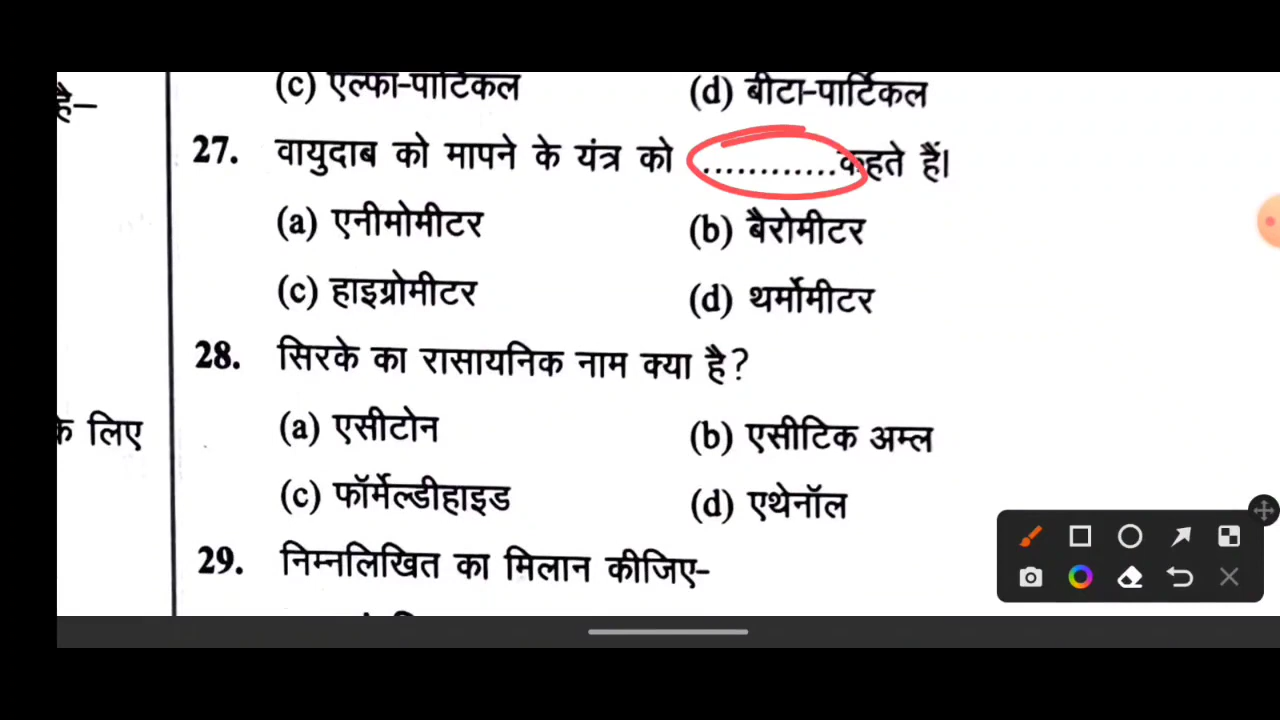 है–
(c) एल्फा-पार्टिकल (d) बीटा-पार्टिकल
27. वायुदाब को मापने के यंत्र को .............कहते हैं।
(a) एनीमोमीटर (b) बैरोमीटर
(c) हाइग्रोमीटर (d) थर्मोमीटर
28. सिरके का रासायनिक नाम क्या है?
के लिए
(a) एसीटोन (b) एसीटिक अम्ल
(c) फॉर्मेल्डीहाइड (d) एथेनॉल
29. निम्नलिखित का मिलान कीजिए-